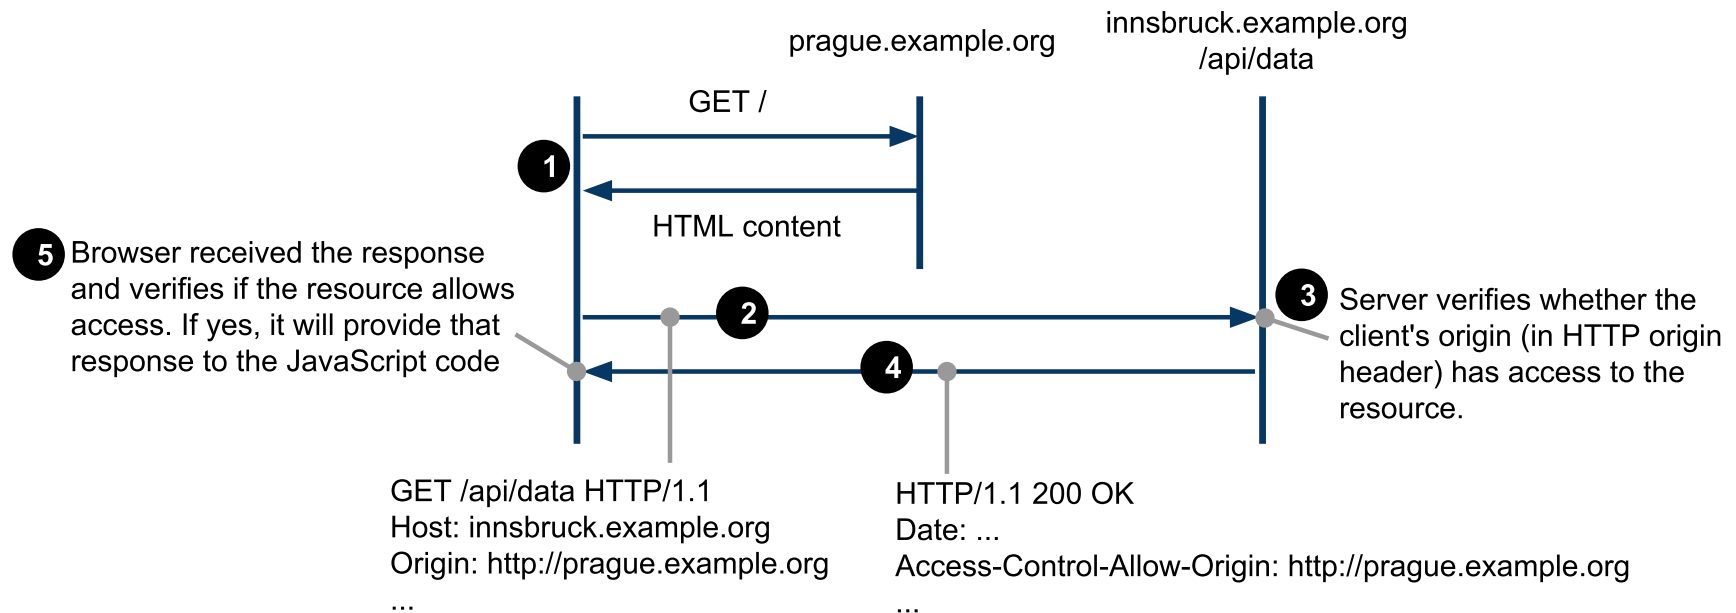 prague.example.org
innsbruck.example.org
/api/data
GET /
1
HTML content
5
Browser received the response
and verifies if the resource allows
access. If yes, it will provide that
response to the JavaScript code
2
3
Server verifies whether the
client's origin (in HTTP origin
header) has access to the
resource.
4
GET /api/data HTTP/1.1
Host: innsbruck.example.org
Origin: http://prague.example.org
...
HTTP/1.1 200 OK
Date: ...
Access-Control-Allow-Origin: http://prague.example.org
...